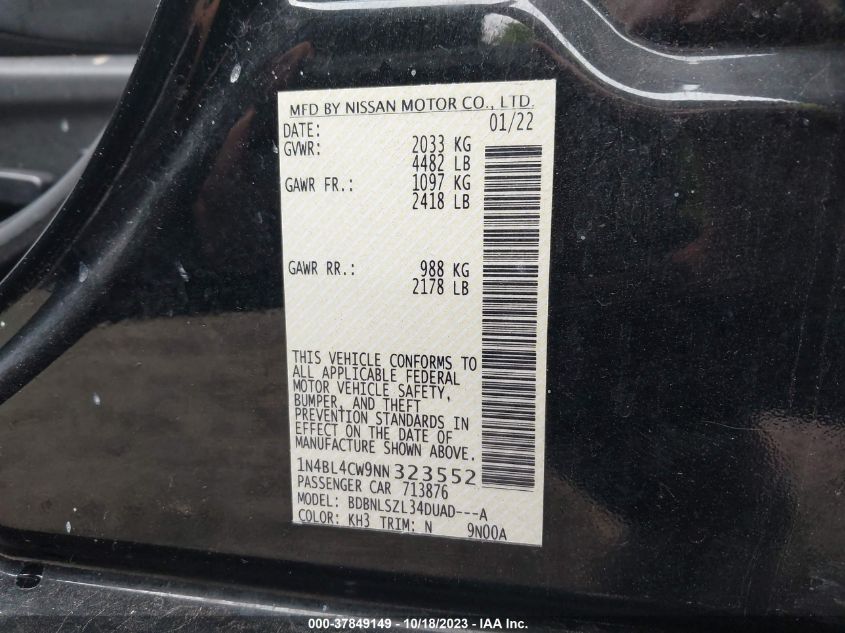 MFD BY NISSAN MOTOR CO., LTD.
DATE: 01/22
GVWR: 2033 KG
4482 LB
GAWR FR.: 1097 KG
2418 LB
GAWR RR.: 988 KG
2178 LB
THIS VEHICLE CONFORMS TO
ALL APPLICABLE FEDERAL
MOTOR VEHICLE SAFETY,
BUMPER, AND THEFT
PREVENTION STANDARDS IN
EFFECT ON THE DATE OF
MANUFACTURE SHOWN ABOVE.
1N4BL4CW9NN323552
PASSENGER CAR 713876
MODEL: BDBNLSZL34DUAD---A
COLOR: KH3 TRIM: N 9N00A
000-37849149 - 10/18/2023 - IAA Inc.